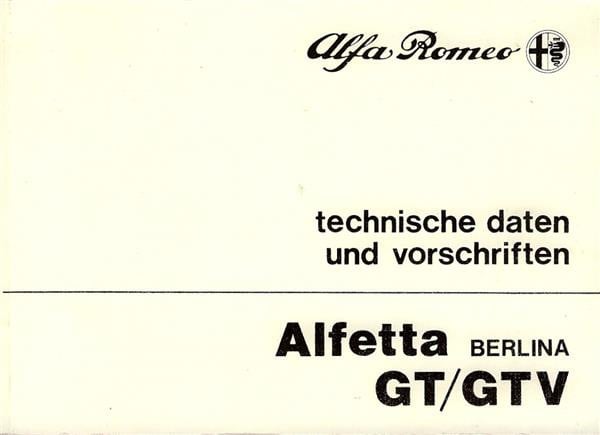 Alfa Romeo
technische daten
und vorschriften
Alfetta BERLINA
GT/GTV